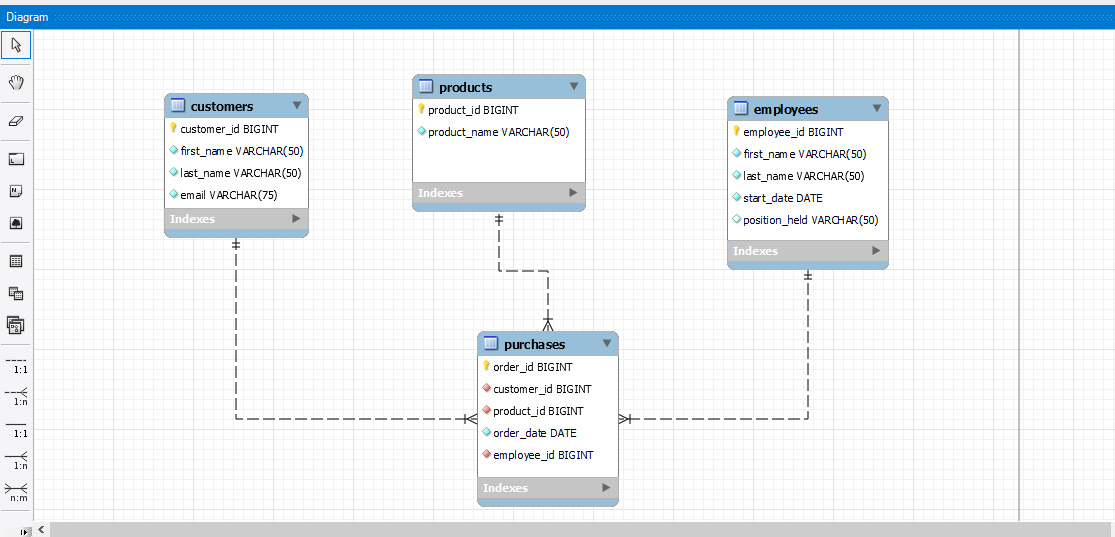 Diagram
customers
customer_id BIGINT
first_name VARCHAR(50)
last_name VARCHAR(50)
email VARCHAR(75)
Indexes
products
product_id BIGINT
product_name VARCHAR(50)
Indexes
employees
employee_id BIGINT
first_name VARCHAR(50)
last_name VARCHAR(50)
start_date DATE
position_held VARCHAR(50)
Indexes
purchases
order_id BIGINT
customer_id BIGINT
product_id BIGINT
order_date DATE
employee_id BIGINT
Indexes
1:1
1:n
1:1
1:n
n:m